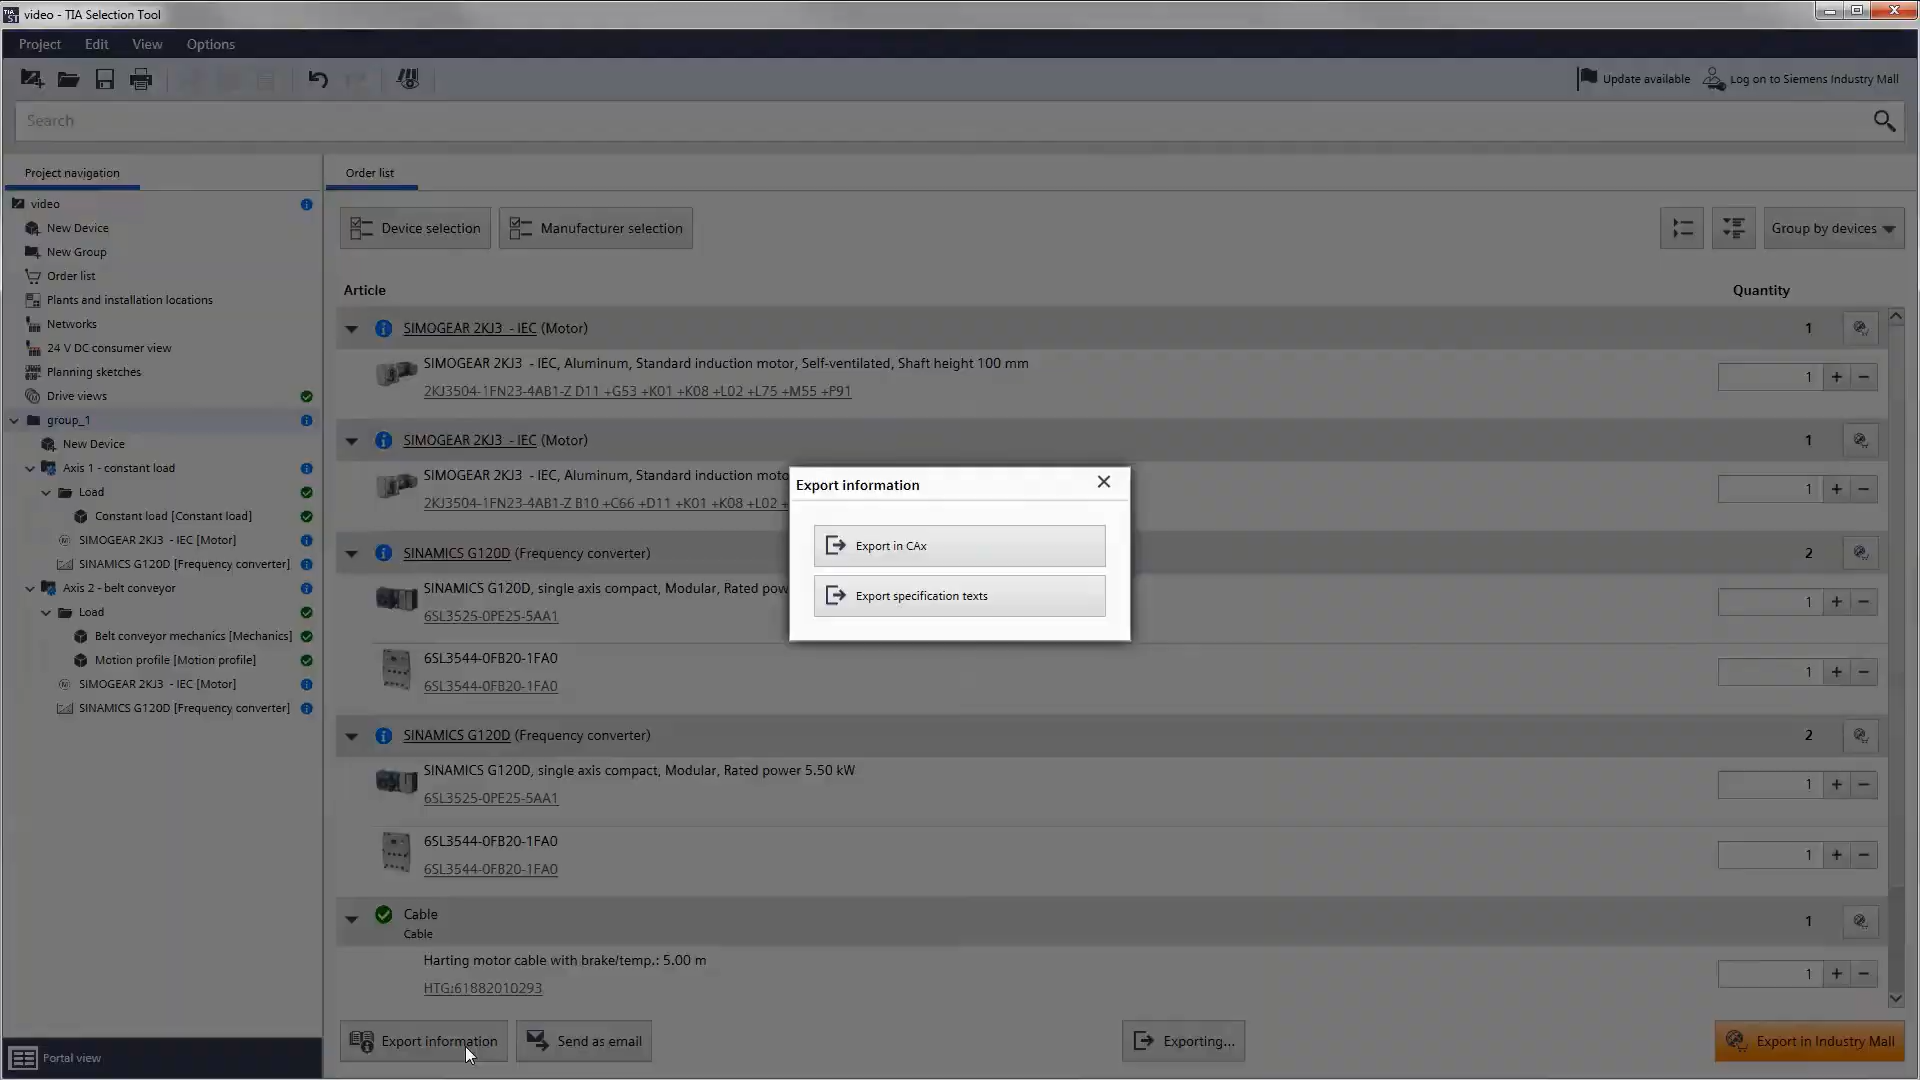 video - TIA Selection Tool
Project Edit View Options
Update available Log on to Siemens Industry Mall
Search
Project navigation
video
New Device
New Group
Order list
Plants and installation locations
Networks
24 V DC consumer view
Planning sketches
Drive views
group_1
New Device
Axis 1 - constant load
Load
Constant load [Constant load]
SIMOGEAR 2KJ3 - IEC [Motor]
SINAMICS G120D [Frequency converter]
Axis 2 - belt conveyor
Load
Belt conveyor mechanics [Mechanics]
Motion profile [Motion profile]
SIMOGEAR 2KJ3 - IEC [Motor]
SINAMICS G120D [Frequency converter]
Portal view
Order list
Device selection Manufacturer selection Group by devices
Article Quantity
SIMOGEAR 2KJ3 - IEC (Motor) 1
SIMOGEAR 2KJ3 - IEC, Aluminum, Standard induction motor, Self-ventilated, Shaft height 100 mm
2KJ3504-1FN23-4AB1-Z D11 +G53 +K01 +K08 +L02 +L75 +M55 +P91 1 + −
SIMOGEAR 2KJ3 - IEC (Motor) 1
SIMOGEAR 2KJ3 - IEC, Aluminum, Standard induction moto
2KJ3504-1FN23-4AB1-Z B10 +C66 +D11 +K01 +K08 +L02 + 1 + −
SINAMICS G120D (Frequency converter) 2
SINAMICS G120D, single axis compact, Modular, Rated pow
6SL3525-0PE25-5AA1 1 + −
6SL3544-0FB20-1FA0
6SL3544-0FB20-1FA0 1 + −
SINAMICS G120D (Frequency converter) 2
SINAMICS G120D, single axis compact, Modular, Rated power 5.50 kW
6SL3525-0PE25-5AA1 1 + −
6SL3544-0FB20-1FA0
6SL3544-0FB20-1FA0 1 + −
Cable 1
Cable
Harting motor cable with brake/temp.: 5.00 m
HTG:61882010293 1 + −
Export information Send as email Exporting... Export in Industry Mall
Export information
Export in CAx
Export specification texts